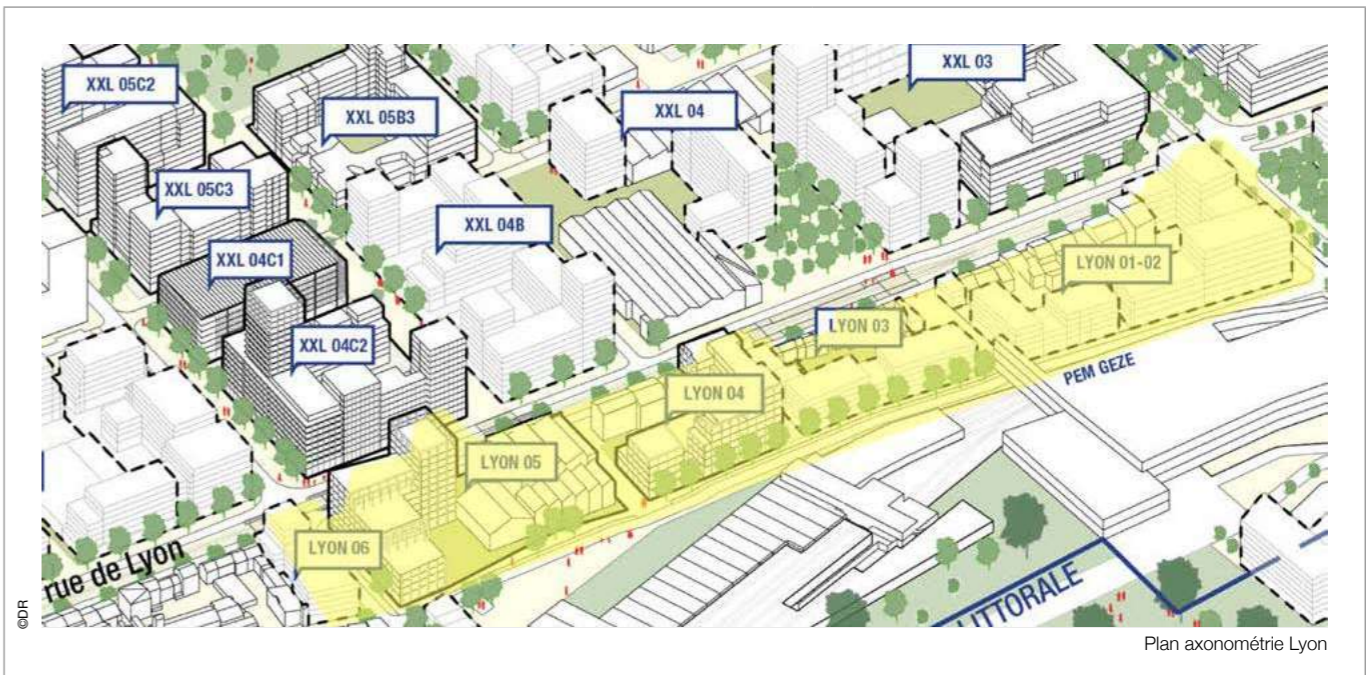 XXL 05C2
XXL 05B3
XXL 04
XXL 03
XXL 05C3
XXL 04B
XXL 04C1
XXL 04C2
LYON 01-02
LYON 03
LYON 04
PEM GEZE
LYON 05
LYON 06
rue de Lyon
LITTORALE
©DR
Plan axonométrie Lyon